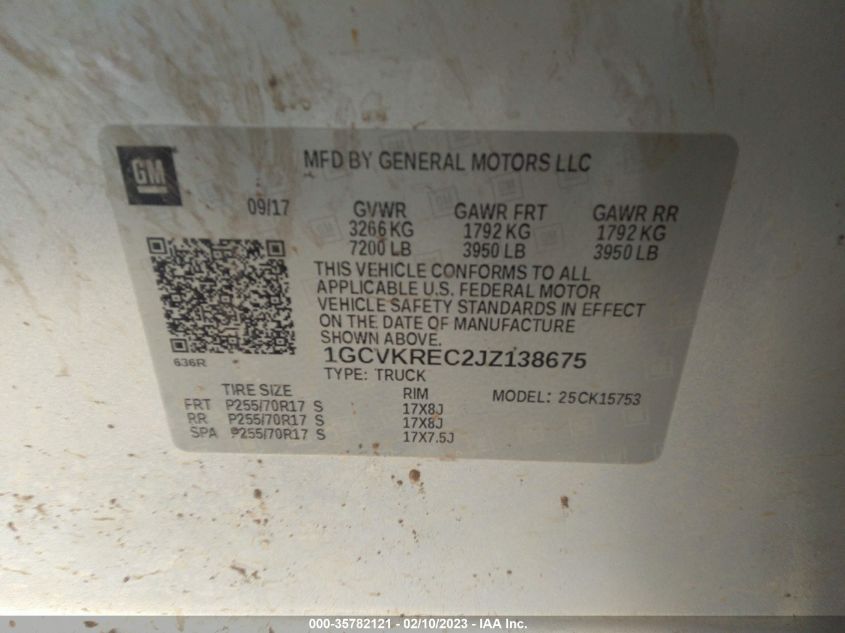 GM
MFD BY GENERAL MOTORS LLC
09/17 GVWR GAWR FRT GAWR RR
3266 KG 1792 KG 1792 KG
7200 LB 3950 LB 3950 LB
THIS VEHICLE CONFORMS TO ALL
APPLICABLE U.S. FEDERAL MOTOR
VEHICLE SAFETY STANDARDS IN EFFECT
ON THE DATE OF MANUFACTURE
SHOWN ABOVE.
636R
1GCVKREC2JZ138675
TYPE: TRUCK
TIRE SIZE RIM MODEL: 25CK15753
FRT P255/70R17 S 17X8J
RR P255/70R17 S 17X8J
SPA P255/70R17 S 17X7.5J
000-35782121 - 02/10/2023 - IAA Inc.